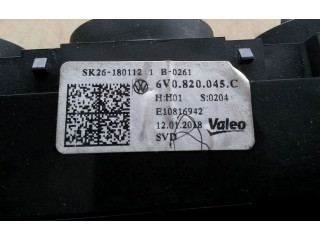 SK26-180112 1 B-0261
6V0.820.045.C
H:H01 S:0204
E10816942
12.01.2018 Valeo
SVD